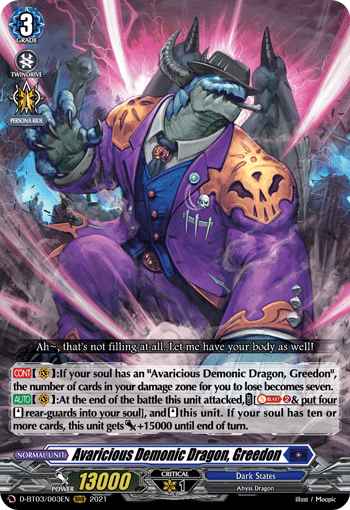 3
GRADE
TWINDRIVE
PERSONA RIDE
Ah~, that's not filling at all. Let me have your body as well!
CONT [ ]:If your soul has an "Avaricious Demonic Dragon, Greedon",
the number of cards in your damage zone for you to lose becomes seven.
AUTO [ ]:At the end of the battle this unit attacked, [ BLAST 2 & put four
[rear-guards into your soul], and [ ] this unit. If your soul has ten or
more cards, this unit gets +15000 until end of turn.
NORMAL UNIT Avaricious Demonic Dragon, Greedon
POWER 13000 CRITICAL 1 Dark States
Abyss Dragon
D-BT03/003EN RRR 2021 Illust / Moopic